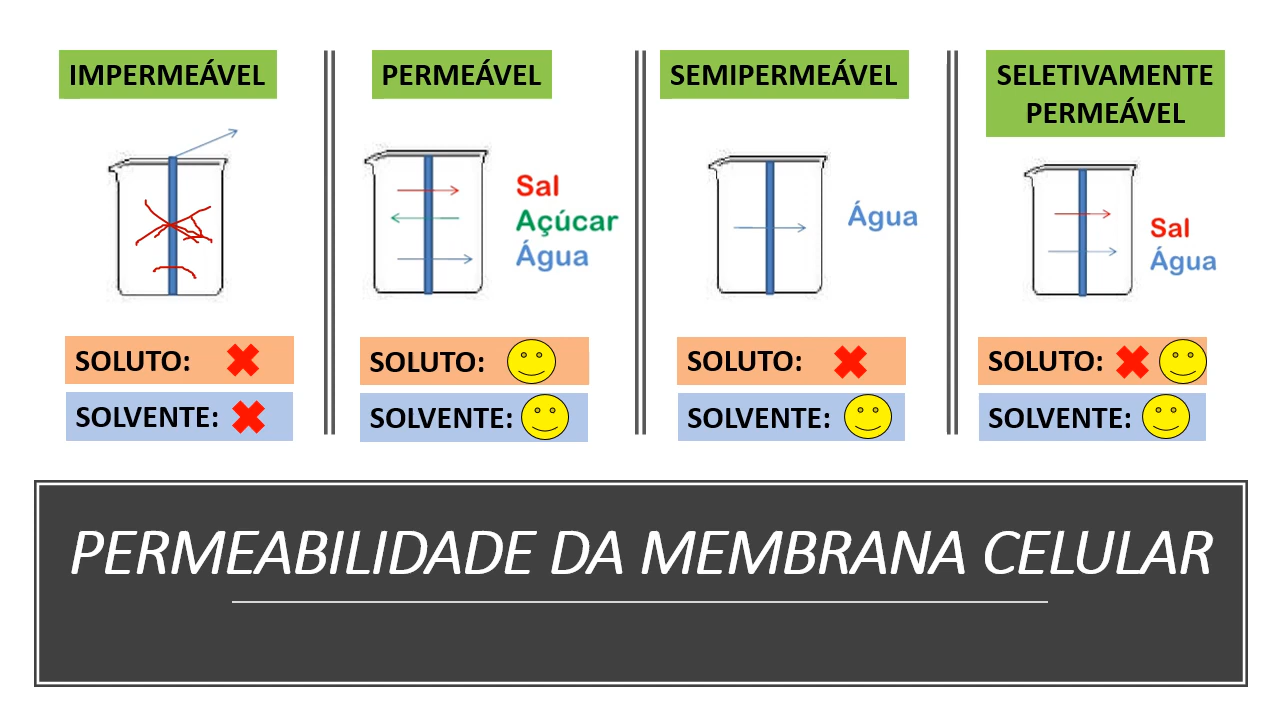 IMPERMEÁVEL
PERMEÁVEL
Sal
Açúcar
Água
SEMIPERMEÁVEL
Água
SELETIVAMENTE
PERMEÁVEL
Sal
Água
SOLUTO:
SOLVENTE:
SOLUTO:
SOLVENTE:
SOLUTO:
SOLVENTE:
SOLUTO:
SOLVENTE:
PERMEABILIDADE DA MEMBRANA CELULAR